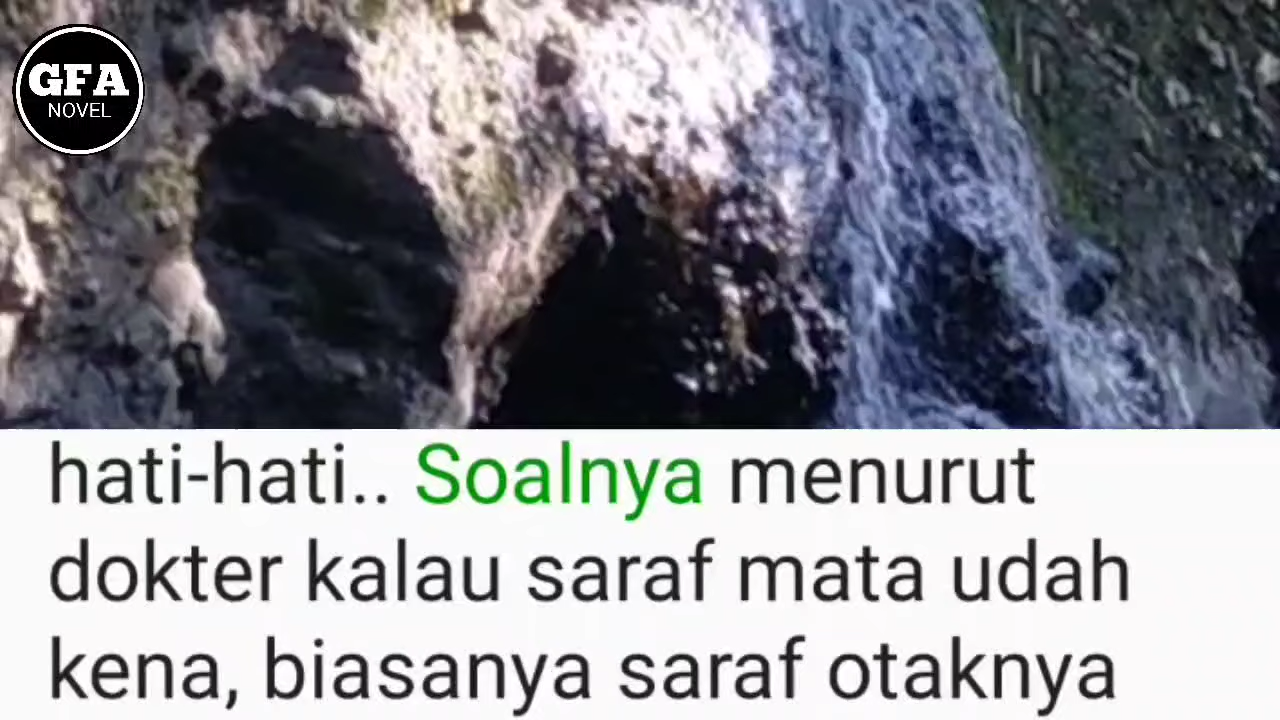 GFA
NOVEL
hati-hati.. Soalnya menurut
dokter kalau saraf mata udah
kena, biasanya saraf otaknya